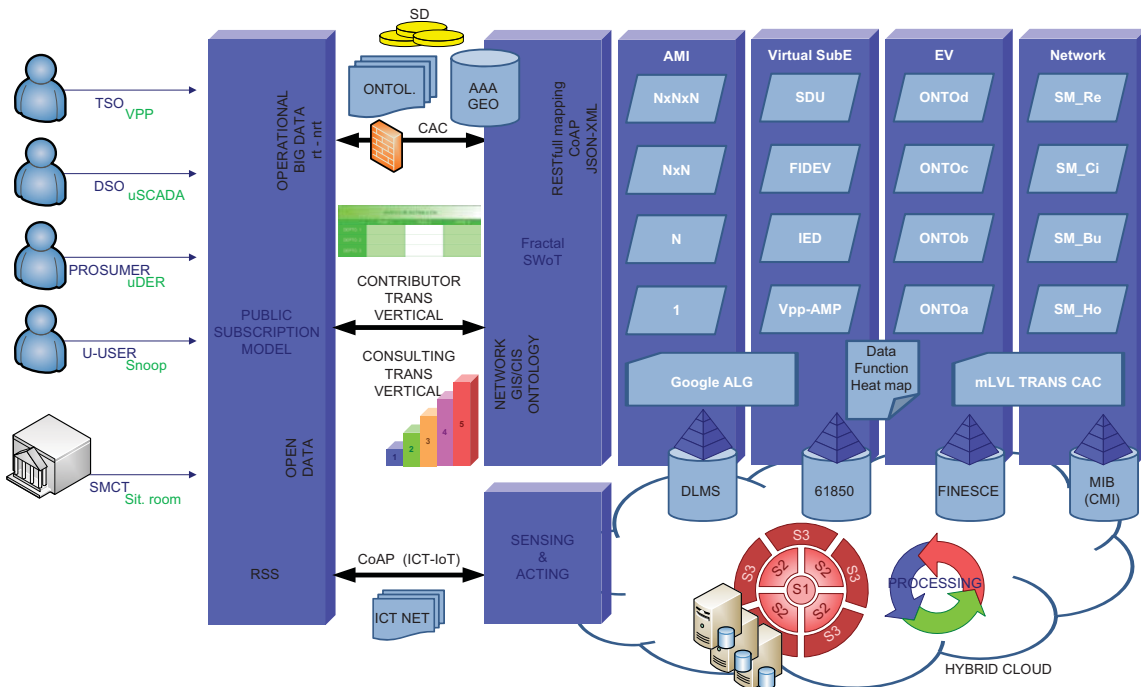 SD
ONTOL.
AAA
GEO
CAC
OPERATIONAL
BIG DATA
rt - nrt
RESTfull mapping
CoAP
JSON-XML
TSO
VPP
DSO
uSCADA
PROSUMER
uDER
U-USER
Snoop
SMCT
Sit. room
PUBLIC
SUBSCRIPTION
MODEL
OPEN
DATA
RSS
CONTRIBUTOR
TRANS
VERTICAL
CONSULTING
TRANS
VERTICAL
1
2
3
4
5
Fractal
SWoT
NETWORK
GIS/CIS
ONTOLOGY
CoAP (ICT-IoT)
ICT NET
SENSING
&
ACTING
AMI
NxNxN
NxN
N
1
Virtual SubE
SDU
FIDEV
IED
Vpp-AMP
EV
ONTOd
ONTOc
ONTOb
ONTOa
Network
SM_Re
SM_Ci
SM_Bu
SM_Ho
Google ALG
Data
Function
Heat map
mLVL TRANS CAC
DLMS
61850
FINESCE
MIB
(CMI)
S3
S3
S3
S3
S3
S2
S2
S1
S2
S2
PROCESSING
HYBRID CLOUD